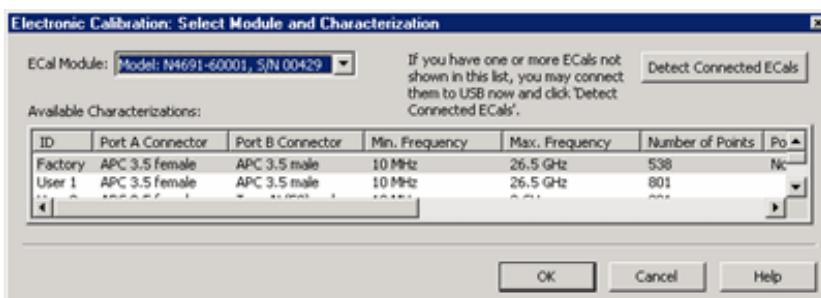 Electronic Calibration: Select Module and Characterization
ECal Module: Model: N4691-60001, S/N 00429
If you have one or more ECals not
shown in this list, you may connect
them to USB now and click 'Detect
Connected ECals'.
Detect Connected ECals
Available Characterizations:
ID Port A Connector Port B Connector Min. Frequency Max. Frequency Number of Points Po
Factory APC 3.5 female APC 3.5 male 10 MHz 26.5 GHz 538 Nc
User 1 APC 3.5 female APC 3.5 male 10 MHz 26.5 GHz 801
OK Cancel Help